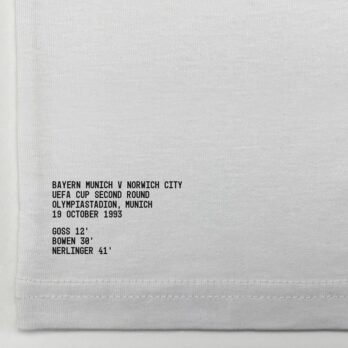 BAYERN MUNICH V NORWICH CITY
UEFA CUP SECOND ROUND
OLYMPIASTADION, MUNICH
19 OCTOBER 1993
GOSS 12'
BOWEN 30'
NERLINGER 41'